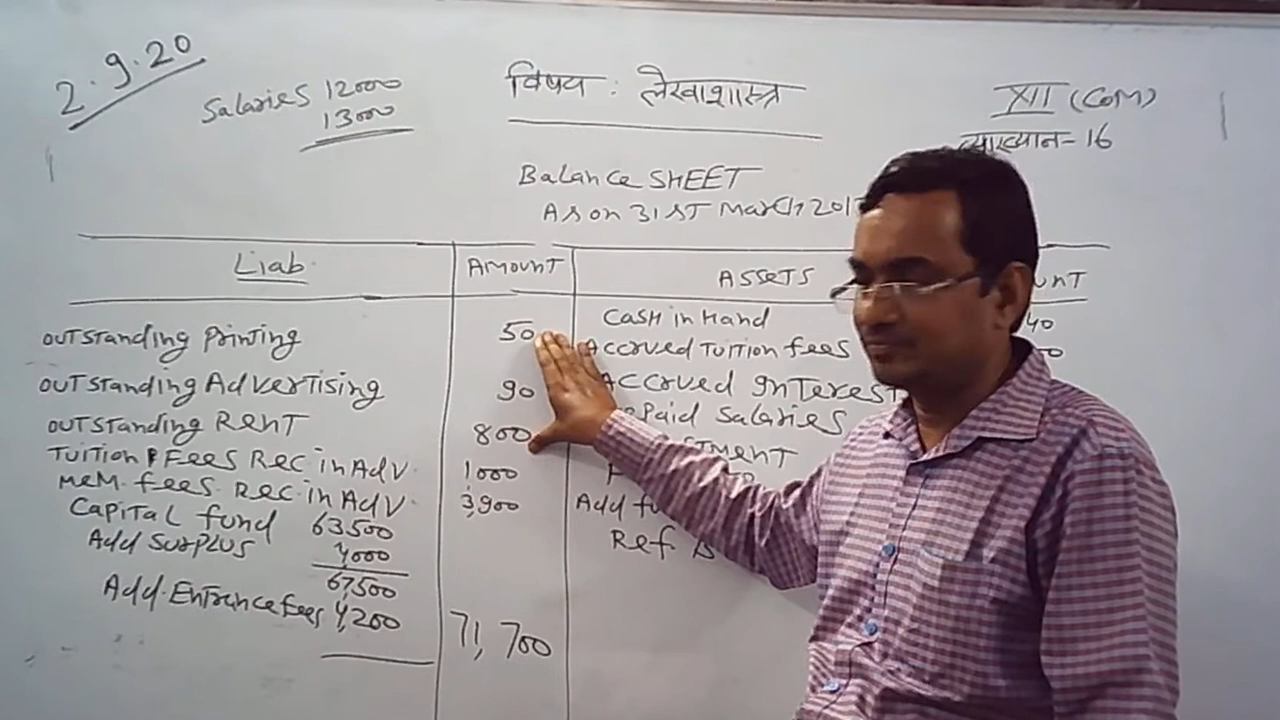 2.9.20
Salaries 12000
13000
विषय : लेखाशास्त्र
XII (COM)
व्याख्यान- 16
Balance SHEET
As on 31ST March
Liab.
AMOUNT
ASSETS
OUTSTANDING Printing 50
OUTSTANDING Advertising 90
OUTSTANDING RENT 800
TUITION Fees Rec in Adv. 1,000
Mem. fees. Rec. in Adv. 3,900
Capital fund 63500
Add Surplus 4000
67,500
Add. Entrance fees 4,200 71,700
Cash in Hand 40
Accrued Tuition fees
Accrued Interest
Salaries
Add
Ref